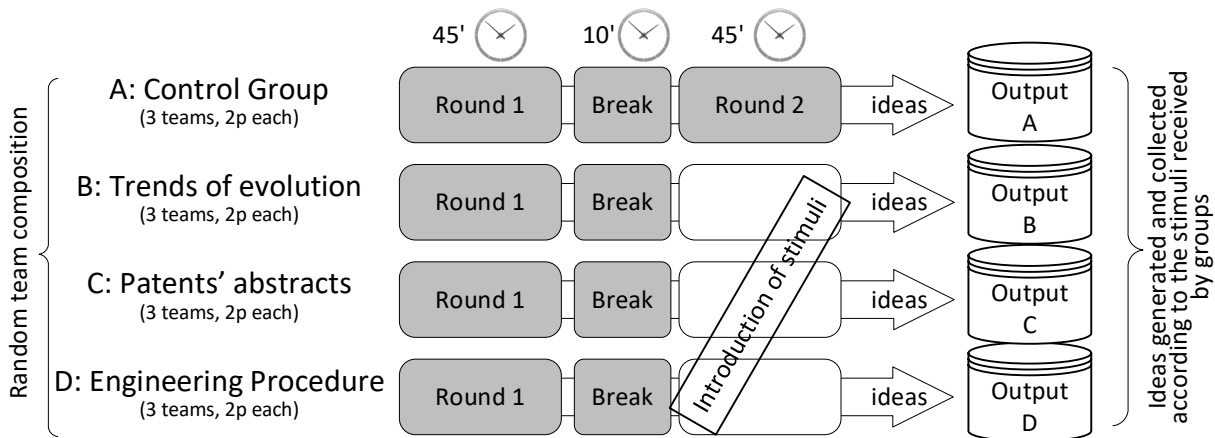 45'
10'
45'
Random team composition
A: Control Group
(3 teams, 2p each)
Round 1
Break
Round 2
ideas
Output
A
B: Trends of evolution
(3 teams, 2p each)
Round 1
Break
ideas
Output
B
C: Patents’ abstracts
(3 teams, 2p each)
Round 1
Break
ideas
Output
C
D: Engineering Procedure
(3 teams, 2p each)
Round 1
Break
ideas
Output
D
Introduction of stimuli
Ideas generated and collected
according to the stimuli received
by groups